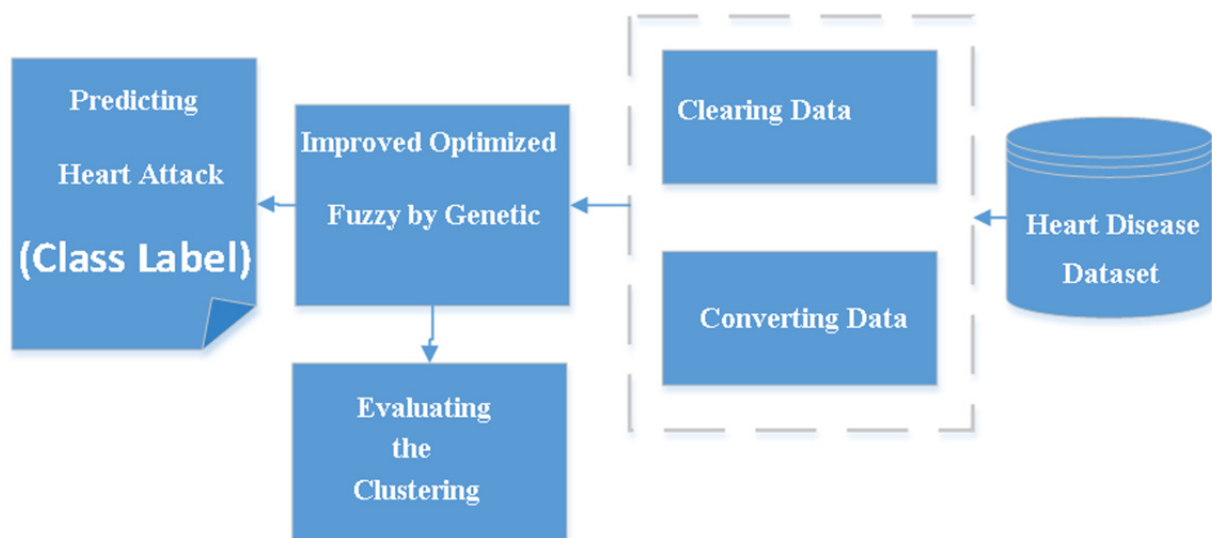 Predicting
Heart Attack
(Class Label)
Improved Optimized
Fuzzy by Genetic
Evaluating
the
Clustering
Clearing Data
Converting Data
Heart Disease
Dataset